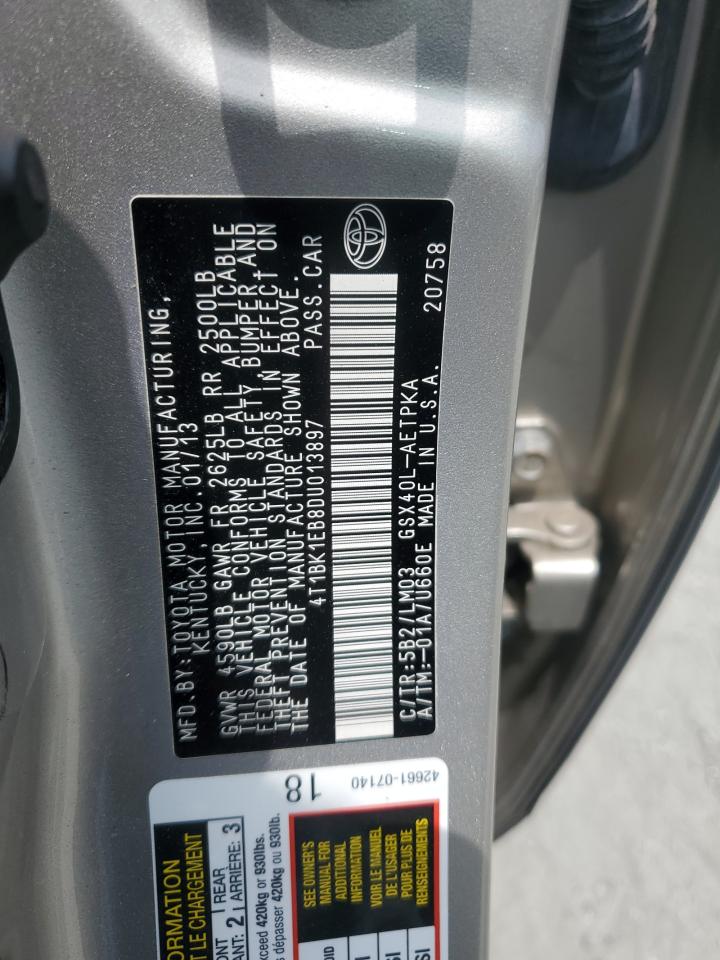 MFD. BY: TOYOTA MOTOR MANUFACTURING,
KENTUCKY, INC. 01/13
GVWR 4590LB GAWR FR 2625LB RR 2500LB
THIS VEHICLE CONFORMS TO ALL APPLICABLE
FEDERAL MOTOR VEHICLE SAFETY, BUMPER AND
THEFT PREVENTION STANDARDS IN EFFECT ON
THE DATE OF MANUFACTURE SHOWN ABOVE.
4T1BK1EB8DU013897 PASS.CAR
C/TR:5B2/LM03 GSX40L-AETPKA
A/TM:-01A/U660E MADE IN U.S.A. 20758
42661-07140
18
ORMATION
T LE CHARGEMENT
ONT REAR
ANT: 2 ARRIÈRE: 3
xceed 420kg or 930lbs.
s dépasser 420kg ou 930lb.
SEE OWNER'S
MANUAL FOR
ADDITIONAL
INFORMATION
VOIR LE MANUEL
DE L'USAGER
POUR PLUS DE
RENSEIGNEMENTS